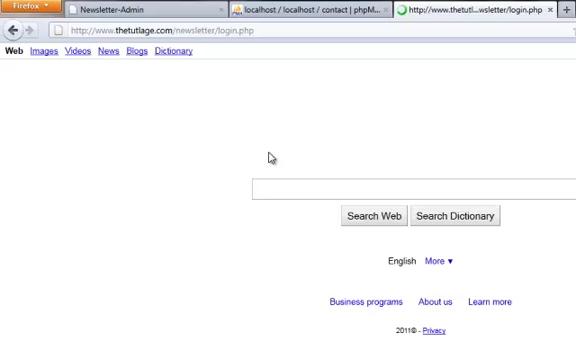 Firefox
Newsletter-Admin
localhost / localhost / contact | phpM...
http://www.thetutl...wsletter/login.php
http://www.thetutlage.com/newsletter/login.php
Web Images Videos News Blogs Dictionary
Search Web Search Dictionary
English More ▼
Business programs About us Learn more
2011© - Privacy